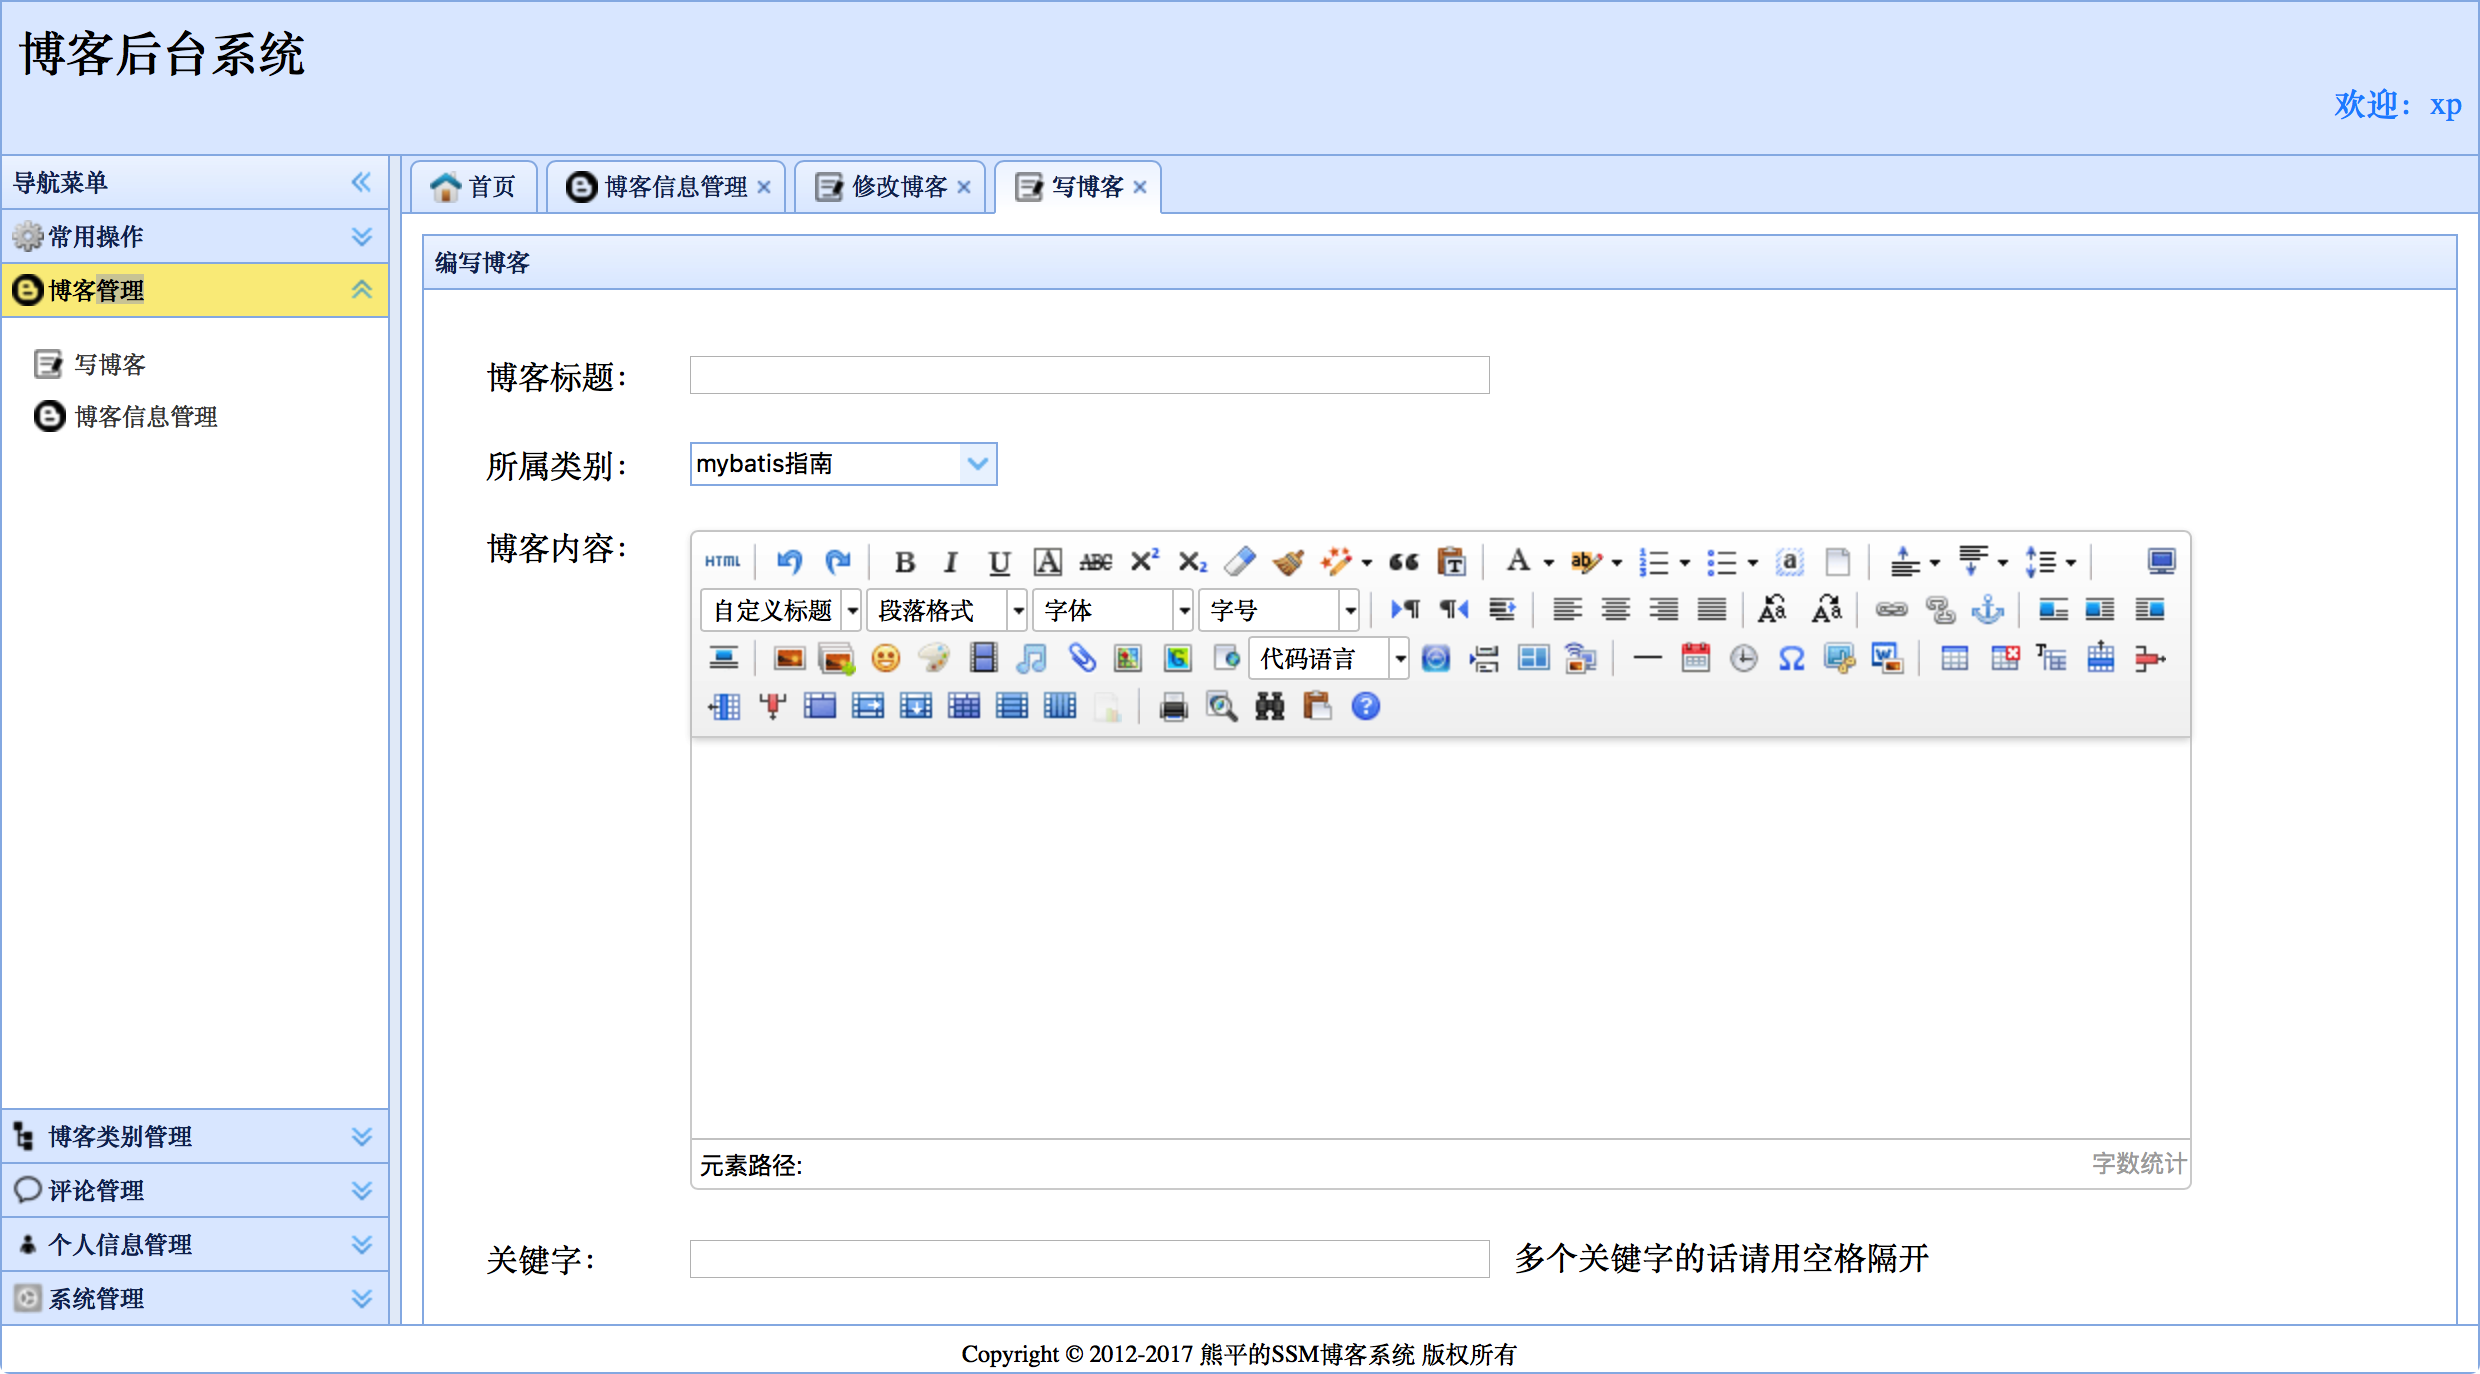 博客后台系统
欢迎：xp
导航菜单
常用操作
博客管理
写博客
博客信息管理
博客类别管理
评论管理
个人信息管理
系统管理
首页 博客信息管理 修改博客 写博客
编写博客
博客标题：
所属类别： mybatis指南
博客内容：
HTML B I U A ABC X² X₂ A ab a
自定义标题 段落格式 字体 字号
代码语言
元素路径: 字数统计
关键字： 多个关键字的话请用空格隔开
Copyright © 2012-2017 熊平的SSM博客系统 版权所有